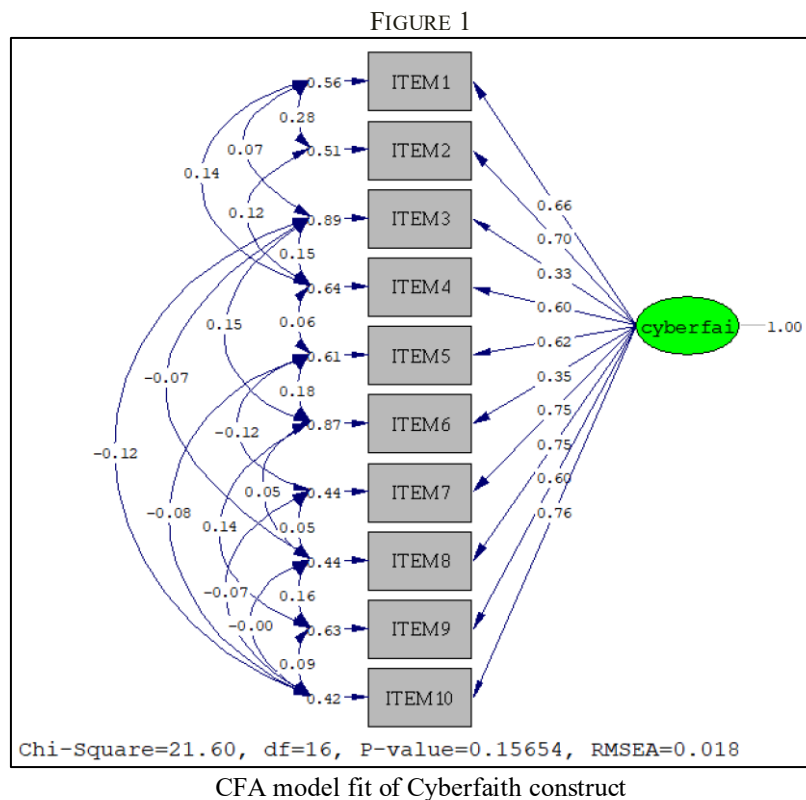 FIGURE 1
0.56 ITEM1
0.28
0.07
0.51 ITEM2
0.14
0.12
0.66
0.89 ITEM3
0.70
0.15
0.33
0.64 ITEM4
0.60
0.06
0.15
cyberfai 1.00
0.61 ITEM5
0.62
-0.07
0.18
0.35
0.87 ITEM6
-0.12
0.75
-0.12
0.75
0.05
0.44 ITEM7
0.60
-0.08
0.14
0.05
0.76
0.44 ITEM8
-0.07
0.16
-0.00
0.63 ITEM9
0.09
0.42 ITEM10
Chi-Square=21.60, df=16, P-value=0.15654, RMSEA=0.018
CFA model fit of Cyberfaith construct